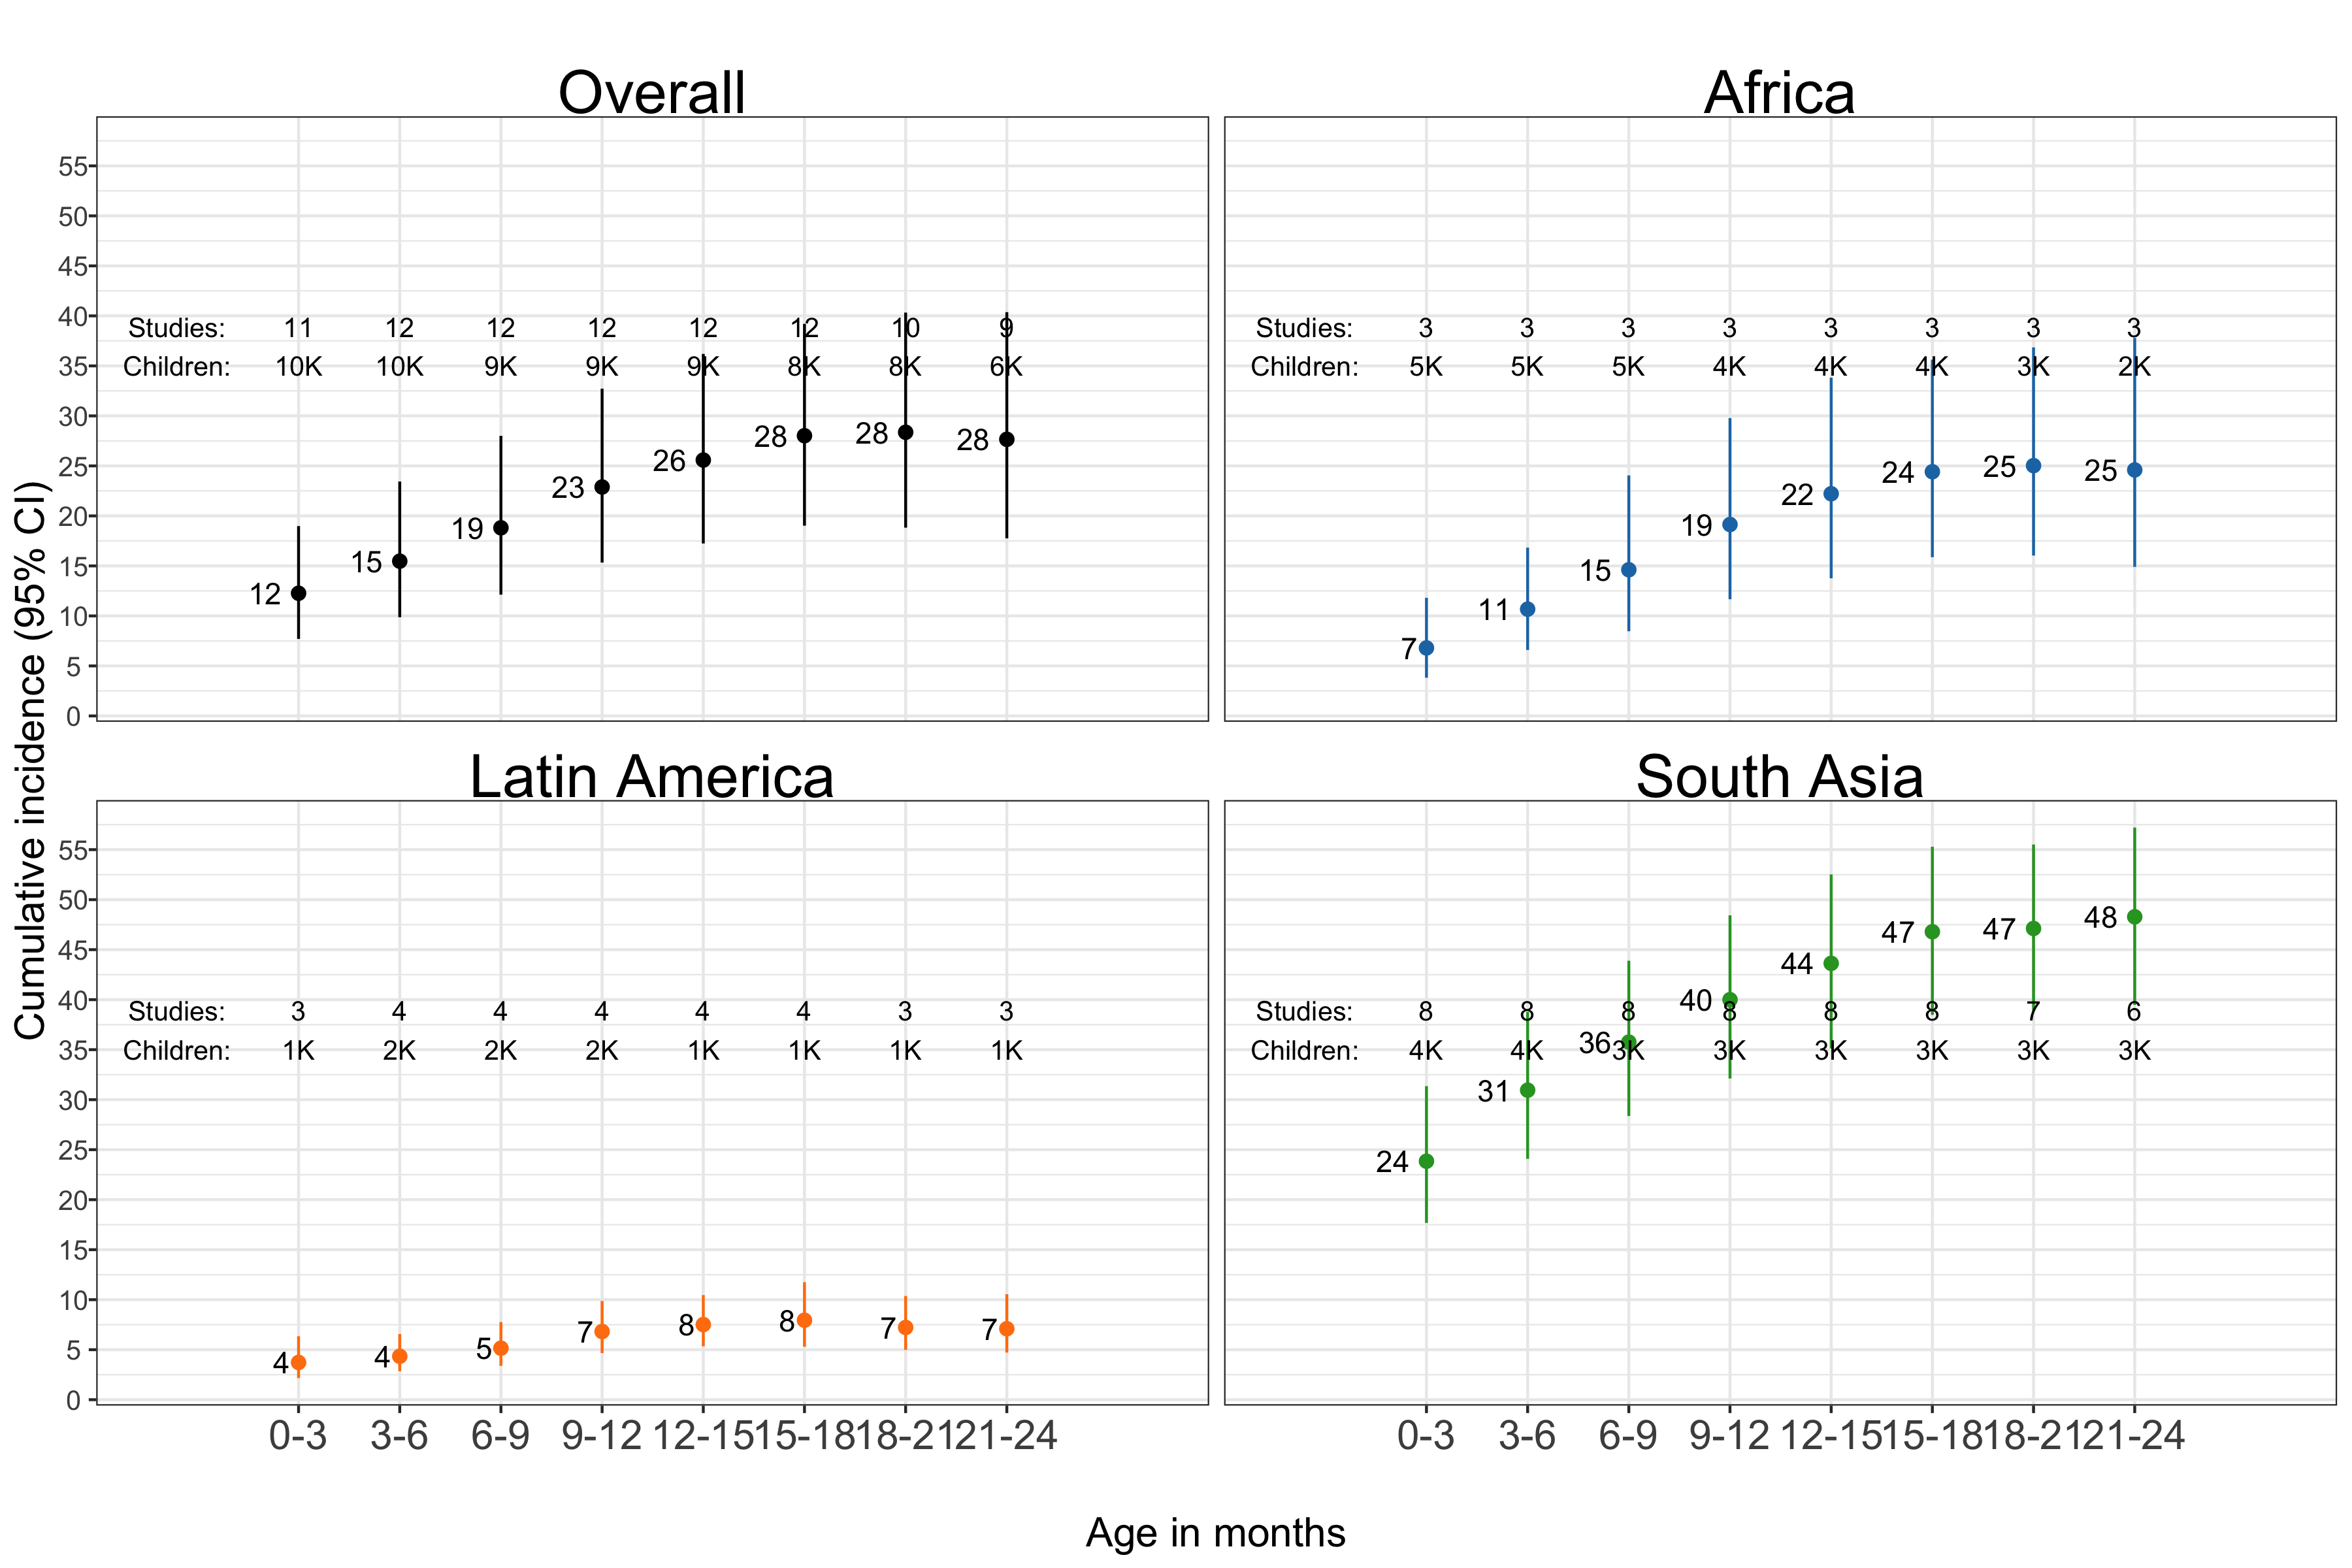 Overall
55
50
45
40
35
30
25
20
15
10
5
0
Studies: 11 12 12 12 12 12 10 9
Children: 10K 10K 9K 9K 9K 8K 8K 6K
12 15 19 23 26 28 28 28
Africa
Studies: 3 3 3 3 3 3 3 3
Children: 5K 5K 5K 4K 4K 4K 3K 2K
7 11 15 19 22 24 25 25
Cumulative incidence (95% CI)
Latin America
55
50
45
40
35
30
25
20
15
10
5
0
Studies: 3 4 4 4 4 4 3 3
Children: 1K 2K 2K 2K 1K 1K 1K 1K
4 4 5 7 8 8 7 7
0-3 3-6 6-9 9-12 12-15 15-18 18-21 21-24
South Asia
Studies: 8 8 8 8 8 8 7 6
Children: 4K 4K 3K 3K 3K 3K 3K 3K
24 31 36 40 44 47 47 48
0-3 3-6 6-9 9-12 12-15 15-18 18-21 21-24
Age in months